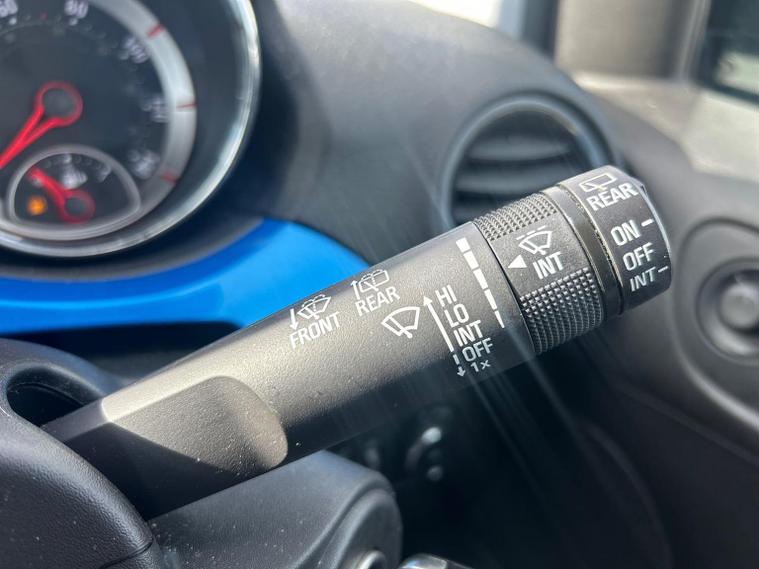 FRONT
REAR
HI
LO
INT
OFF
1x
INT
REAR
ON
OFF
INT